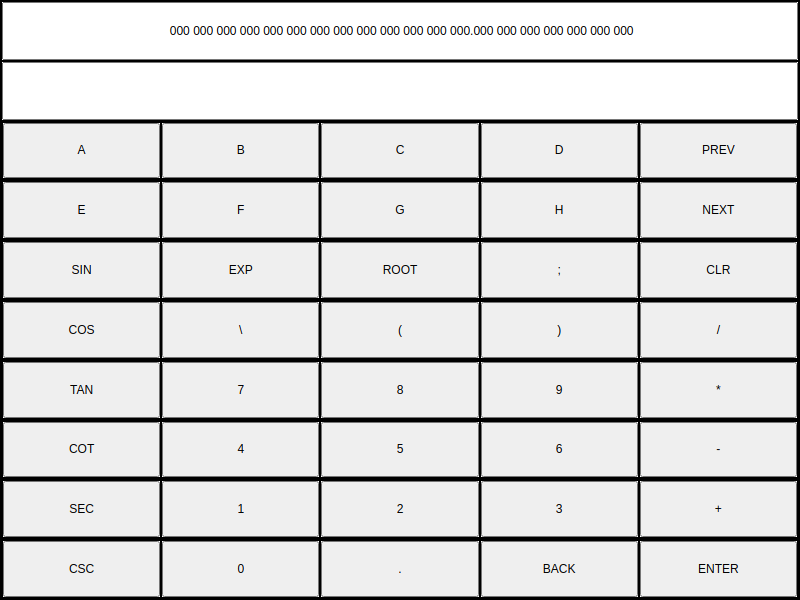 000 000 000 000 000 000 000 000 000 000 000 000 000.000 000 000 000 000 000 000
A B C D PREV
E F G H NEXT
SIN EXP ROOT ; CLR
COS \ ( ) /
TAN 7 8 9 *
COT 4 5 6 -
SEC 1 2 3 +
CSC 0 . BACK ENTER